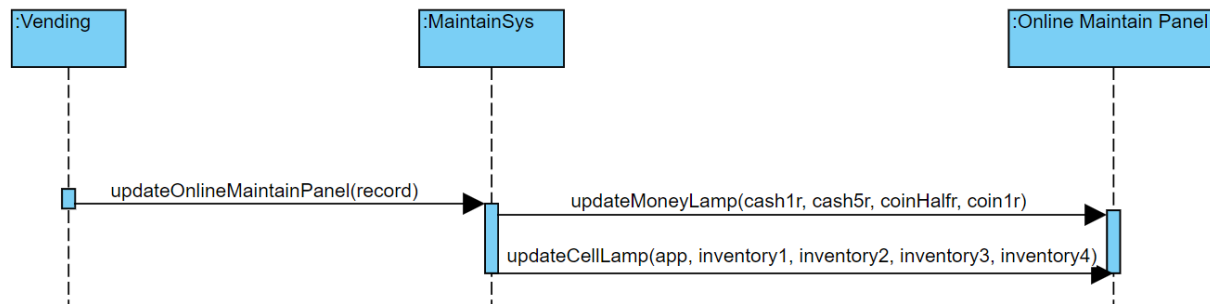 :Vending
:MaintainSys
:Online Maintain Panel
updateOnlineMaintainPanel(record)
updateMoneyLamp(cash1r, cash5r, coinHalfr, coin1r)
updateCellLamp(app, inventory1, inventory2, inventory3, inventory4)